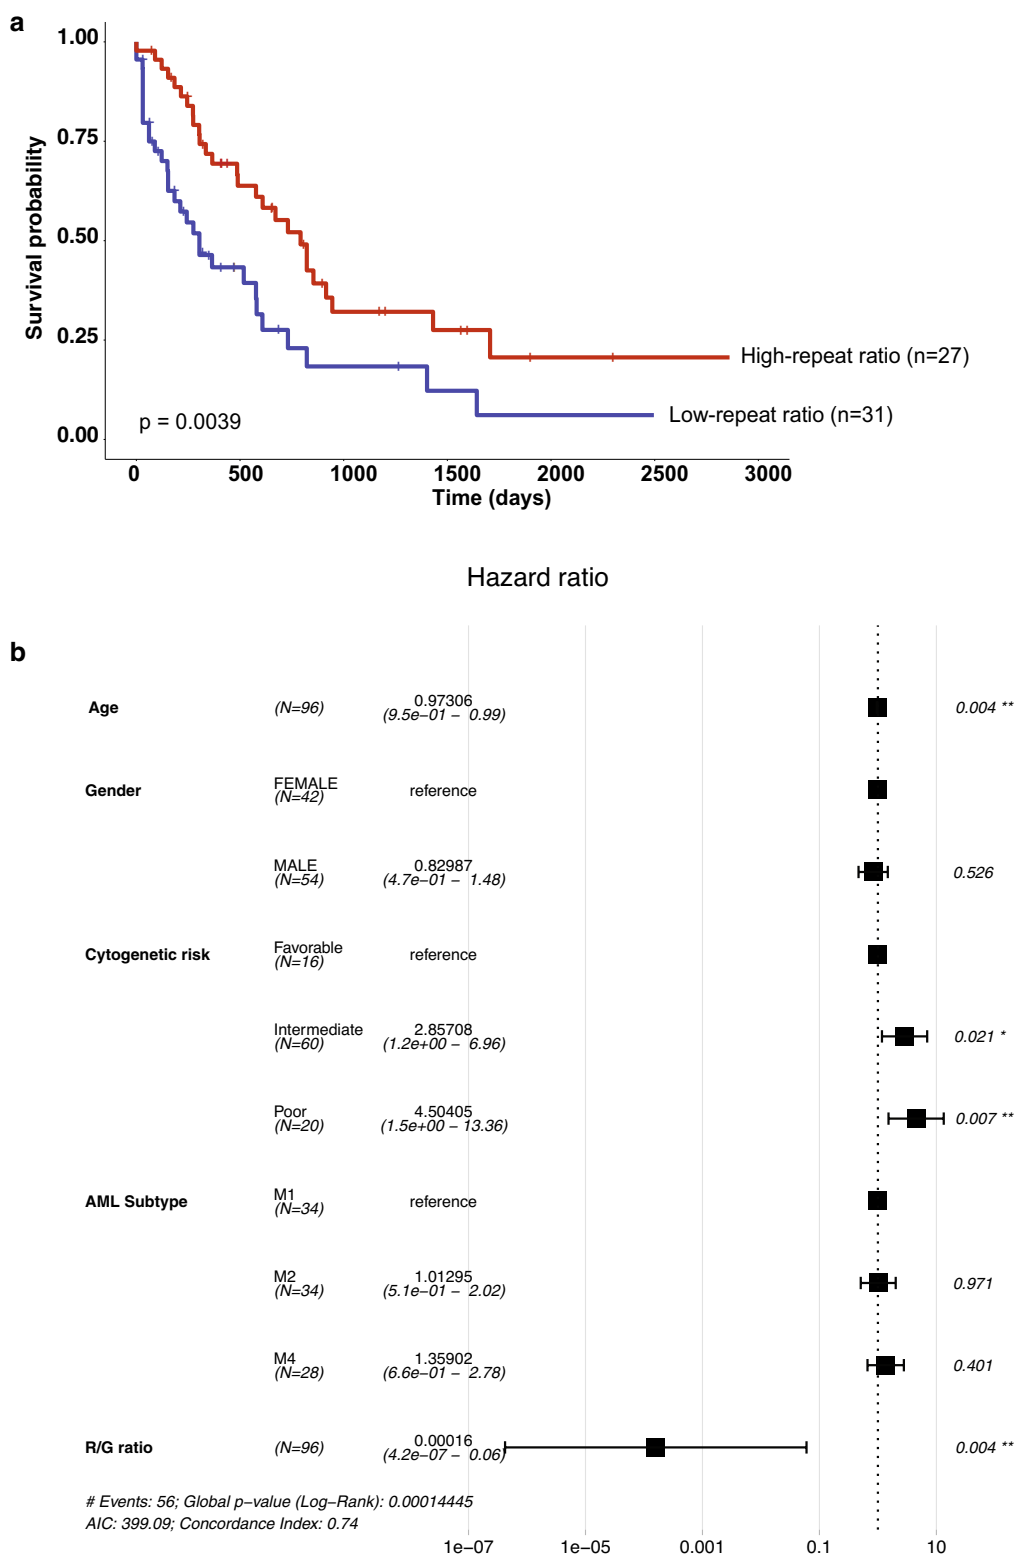 a
1.00
0.75
0.50
0.25
0.00
Survival probability
High-repeat ratio (n=27)
Low-repeat ratio (n=31)
p = 0.0039
0 500 1000 1500 2000 2500 3000
Time (days)
Hazard ratio
b
Age (N=96) 0.97306 0.004 **
(9.5e−01 − 0.99)
Gender FEMALE reference
(N=42)
MALE 0.82987 0.526
(N=54) (4.7e−01 − 1.48)
Cytogenetic risk Favorable reference
(N=16)
Intermediate 2.85708 0.021 *
(N=60) (1.2e+00 − 6.96)
Poor 4.50405 0.007 **
(N=20) (1.5e+00 − 13.36)
AML Subtype M1 reference
(N=34)
M2 1.01295 0.971
(N=34) (5.1e−01 − 2.02)
M4 1.35902 0.401
(N=28) (6.6e−01 − 2.78)
R/G ratio (N=96) 0.00016 0.004 **
(4.2e−07 − 0.06)
# Events: 56; Global p−value (Log−Rank): 0.00014445
AIC: 399.09; Concordance Index: 0.74
1e−07 1e−05 0.001 0.1 10